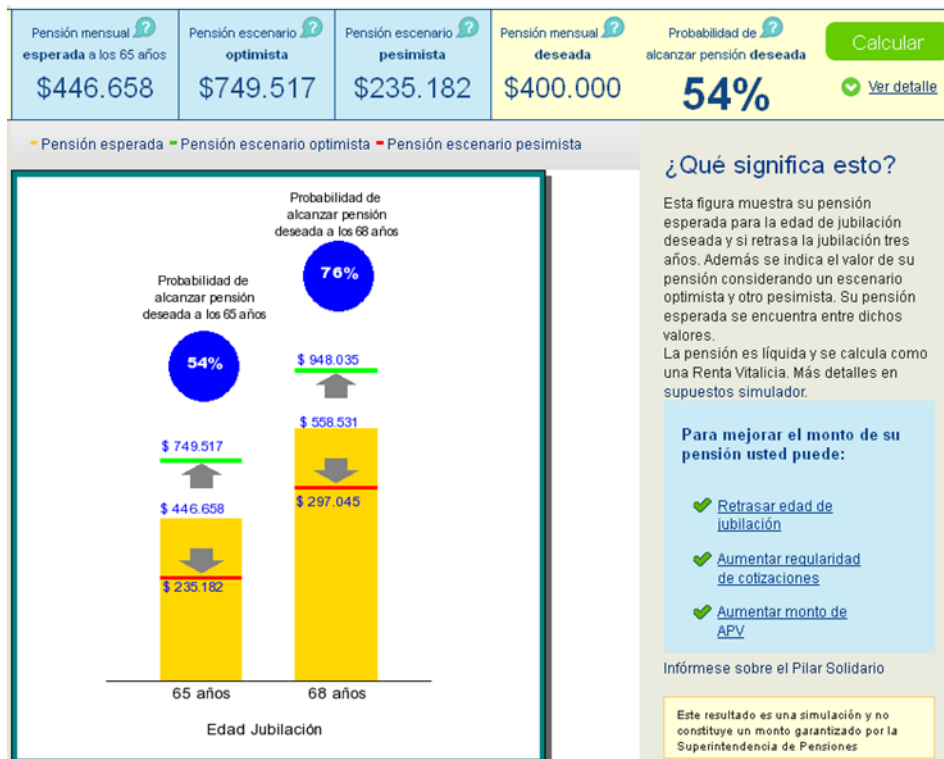 Pensión mensual ?
esperada a los 65 años
$446.658
Pensión escenario ?
optimista
$749.517
Pensión escenario ?
pesimista
$235.182
Pensión mensual ?
deseada
$400.000
Probabilidad de ?
alcanzar pensión deseada
54%
Calcular
Ver detalle
Pensión esperada Pensión escenario optimista Pensión escenario pesimista
Probabilidad de
alcanzar pensión
deseada a los 65 años
54%
$ 749.517
$ 446.658
$ 235.182
65 años
Probabilidad de
alcanzar pensión
deseada a los 68 años
76%
$ 948.035
$ 558.531
$ 297.045
68 años
Edad Jubilación
¿Qué significa esto?
Esta figura muestra su pensión
esperada para la edad de jubilación
deseada y si retrasa la jubilación tres
años. Además se indica el valor de su
pensión considerando un escenario
optimista y otro pesimista. Su pensión
esperada se encuentra entre dichos
valores.
La pensión es líquida y se calcula como
una Renta Vitalicia. Más detalles en
supuestos simulador.
Para mejorar el monto de su
pensión usted puede:
Retrasar edad de
jubilación
Aumentar regularidad
de cotizaciones
Aumentar monto de
APV
Infórmese sobre el Pilar Solidario
Este resultado es una simulación y no
constituye un monto garantizado por la
Superintendencia de Pensiones